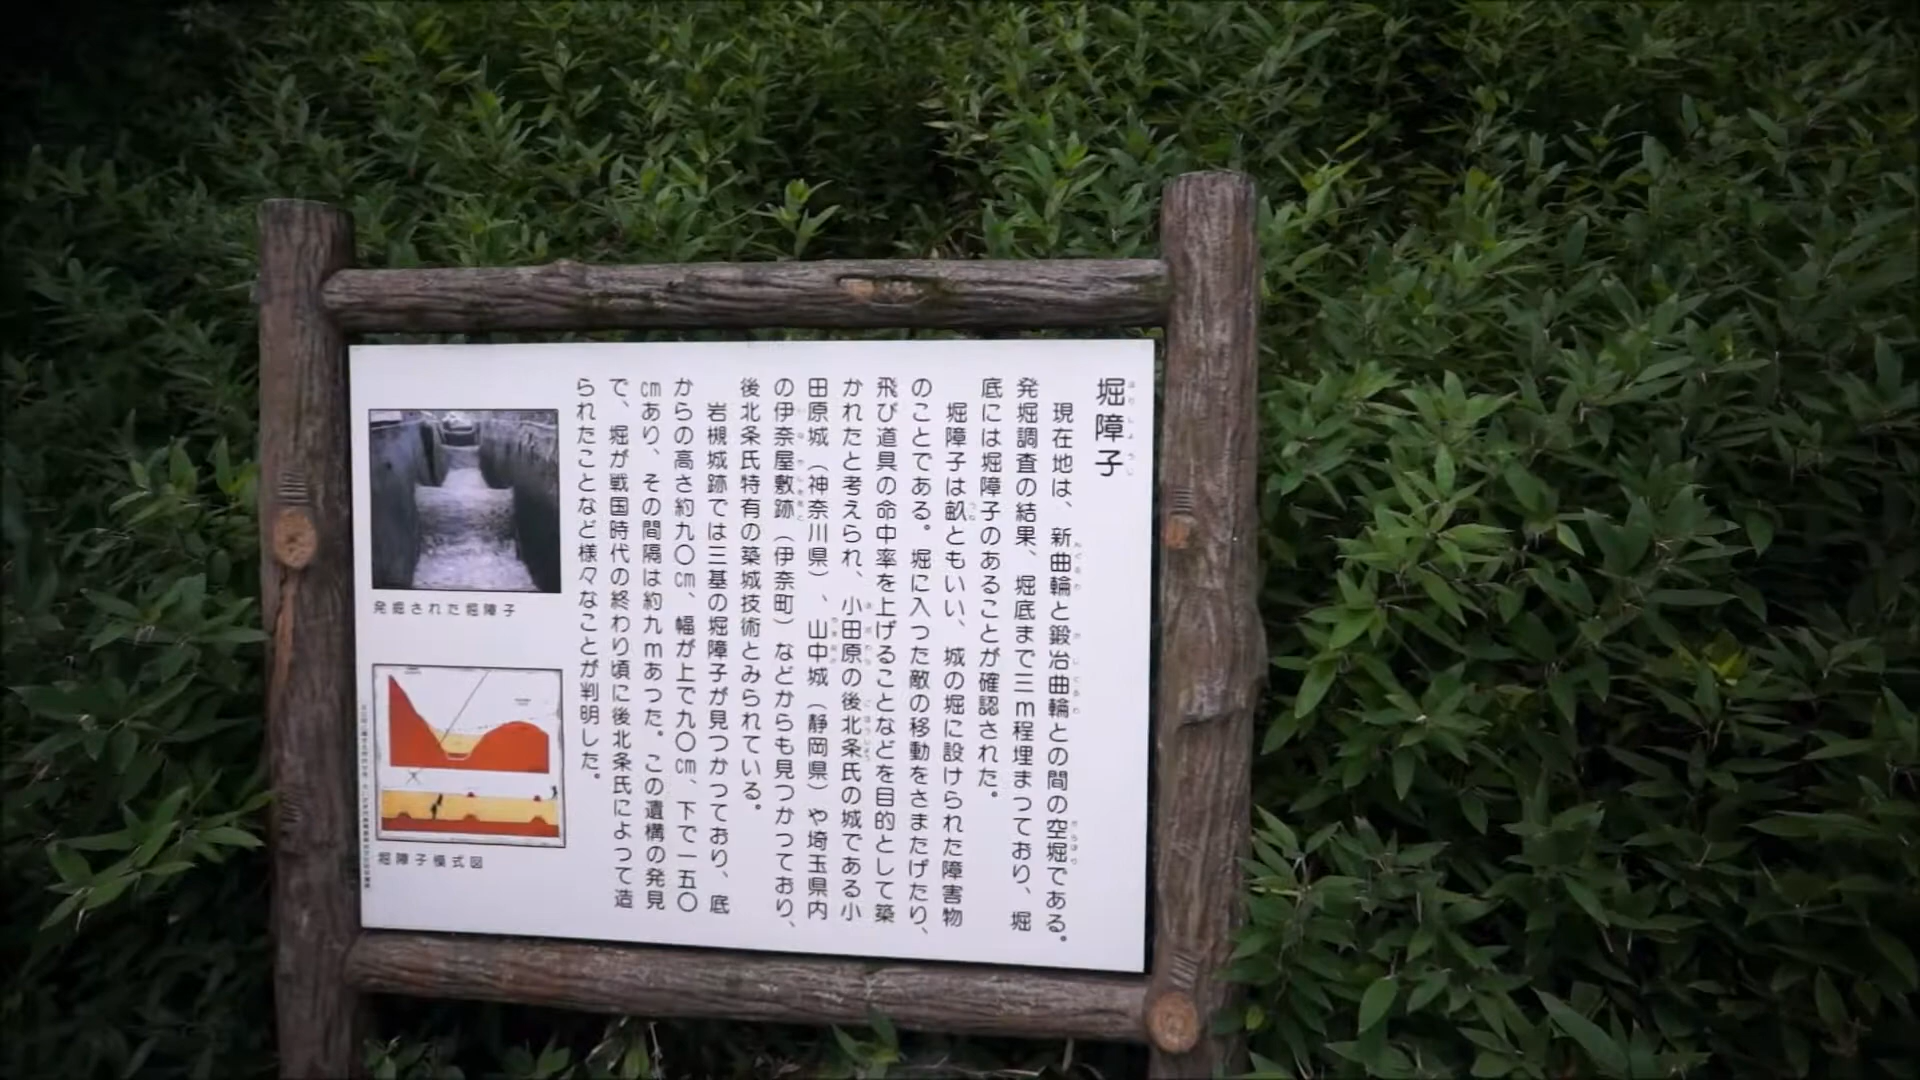 堀障子
現在地は、新曲輪と鍛冶曲輪との間の空堀である。
発掘調査の結果、堀底まで三m程埋まっており、堀
底には堀障子のあることが確認された。
堀障子は畝ともいい、城の堀に設けられた障害物
のことである。堀に入った敵の移動をさまたげたり、
飛び道具の命中率を上げることなどを目的として築
かれたと考えられ、小田原の後北条氏の城である小
田原城（神奈川県）、山中城（静岡県）や埼玉県内
の伊奈屋敷跡（伊奈町）などからも見つかっており、
後北条氏特有の築城技術とみられている。
岩槻城跡では三基の堀障子が見つかっており、底
からの高さ約九〇cm、幅が上で九〇cm、下で一五〇
cmあり、その間隔は約九mあった。この遺構の発見
で、堀が戦国時代の終わり頃に後北条氏によって造
られたことなど様々なことが判明した。
発掘された堀障子
堀障子模式図